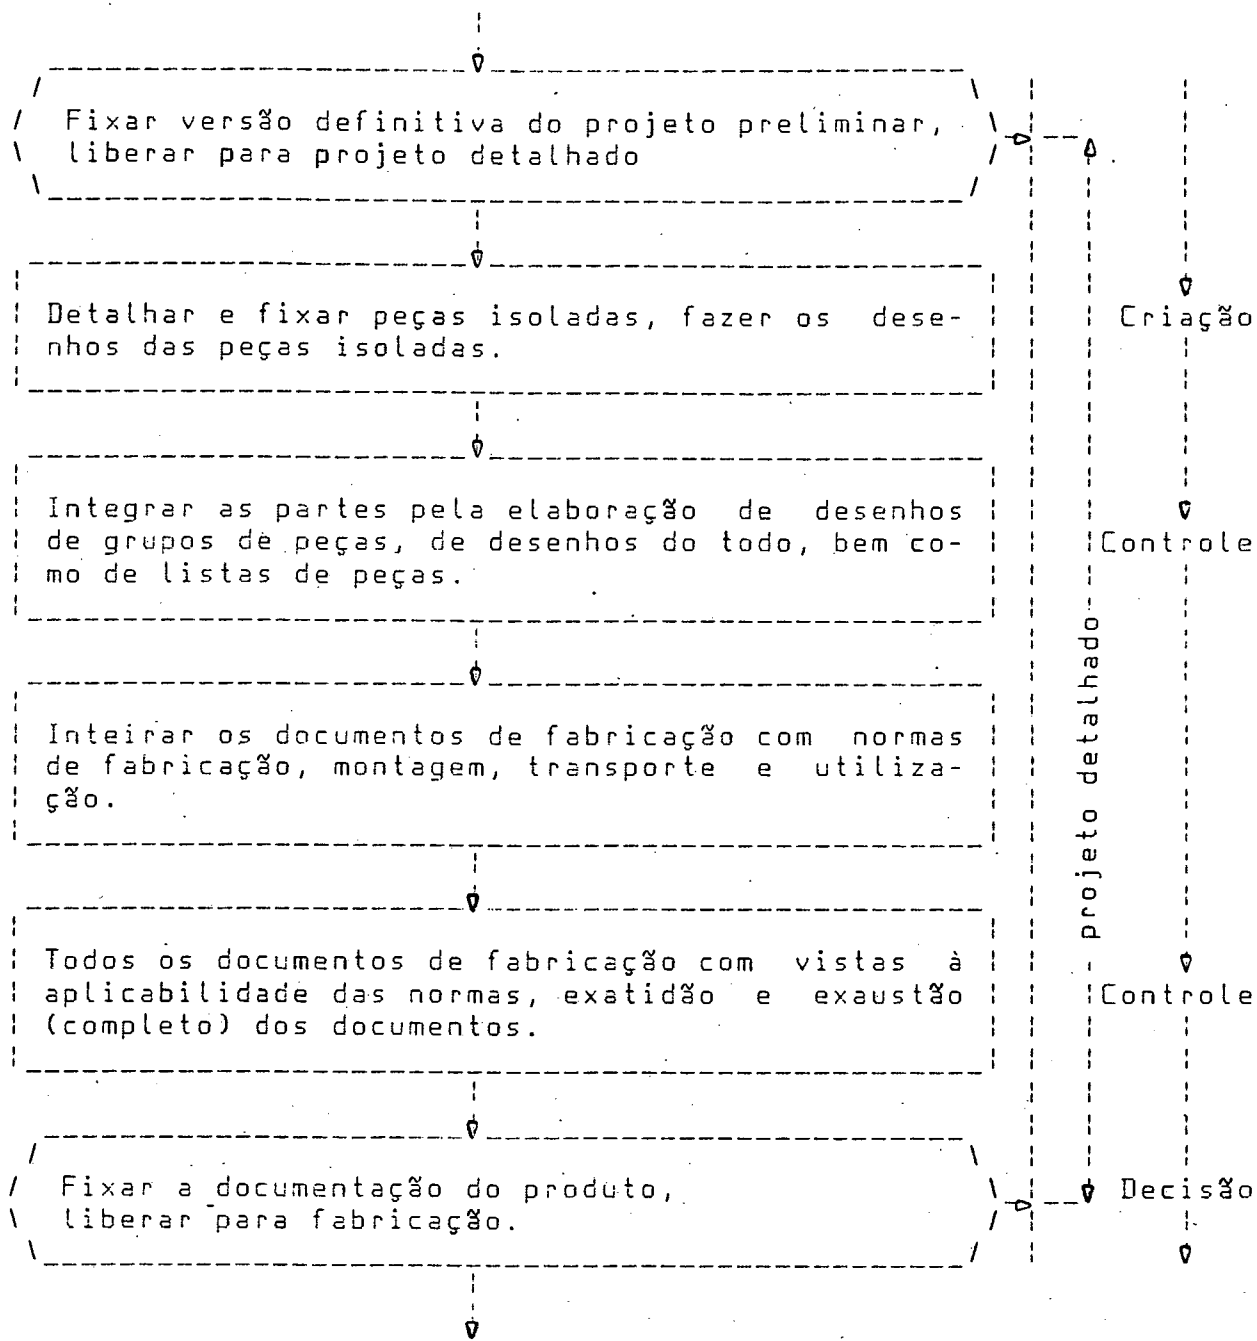 Fixar versão definitiva do projeto preliminar,
liberar para projeto detalhado
Detalhar e fixar peças isoladas, fazer os dese-
nhos das peças isoladas.
Criação
Integrar as partes pela elaboração de desenhos
de grupos de peças, de desenhos do todo, bem co-
mo de listas de peças.
Controle
Inteirar os documentos de fabricação com normas
de fabricação, montagem, transporte e utiliza-
ção.
projeto detalhado
Todos os documentos de fabricação com vistas à
aplicabilidade das normas, exatidão e exaustão
(completo) dos documentos.
Controle
Fixar a documentação do produto,
liberar para fabricação.
Decisão